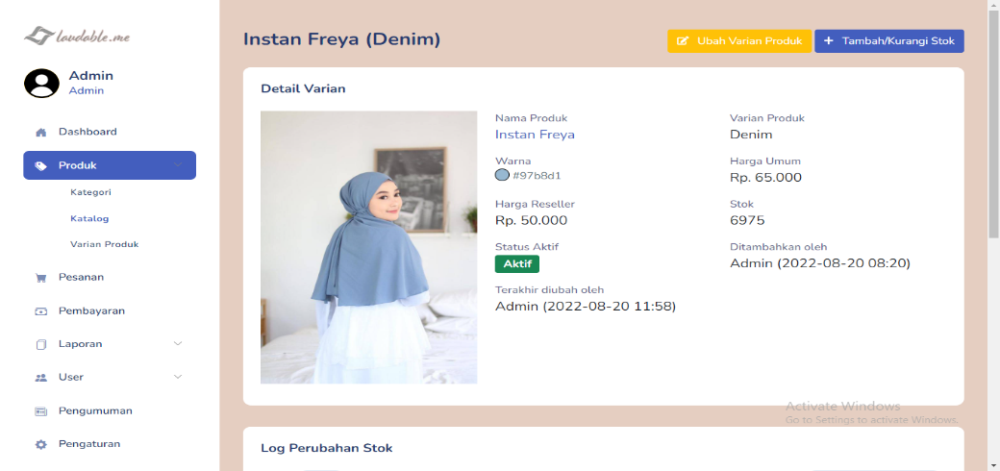 laudable.me
Admin
Admin
Dashboard
Produk
Kategori
Katalog
Varian Produk
Pesanan
Pembayaran
Laporan
User
Pengumuman
Pengaturan
Instan Freya (Denim)
Ubah Varian Produk
+ Tambah/Kurangi Stok
Detail Varian
Nama Produk
Instan Freya
Varian Produk
Denim
Warna
#97b8d1
Harga Umum
Rp. 65.000
Harga Reseller
Rp. 50.000
Stok
6975
Status Aktif
Aktif
Ditambahkan oleh
Admin (2022-08-20 08:20)
Terakhir diubah oleh
Admin (2022-08-20 11:58)
Activate Windows
Go to Settings to activate Windows.
Log Perubahan Stok